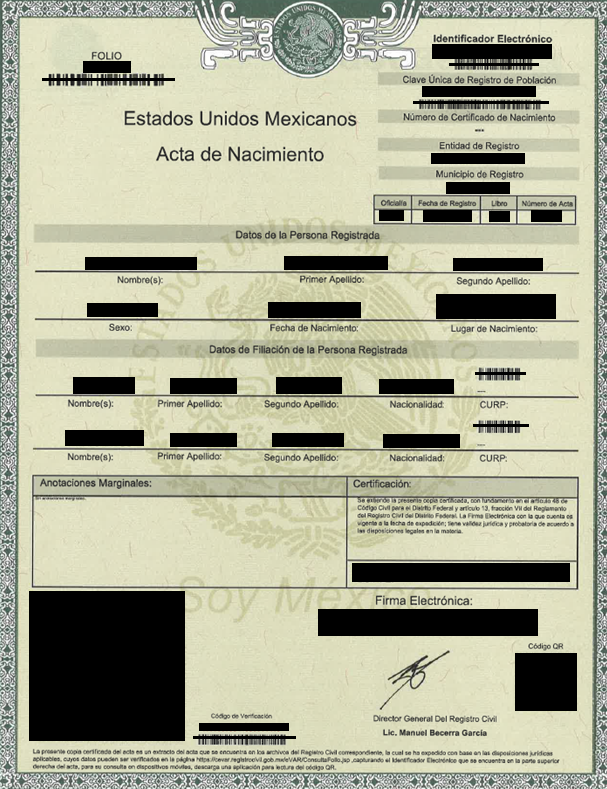 ESTADOS UNIDOS MEXICANOS
FOLIO
Identificador Electrónico
Clave Única de Registro de Población
Número de Certificado de Nacimiento
---
Estados Unidos Mexicanos
Acta de Nacimiento
Entidad de Registro
Municipio de Registro
Oficialía Fecha de Registro Libro Número de Acta
Datos de la Persona Registrada
Nombre(s): Primer Apellido: Segundo Apellido:
Sexo: Fecha de Nacimiento: Lugar de Nacimiento:
Datos de Filiación de la Persona Registrada
---
Nombre(s): Primer Apellido: Segundo Apellido: Nacionalidad: CURP:
---
Nombre(s): Primer Apellido: Segundo Apellido: Nacionalidad: CURP:
Anotaciones Marginales: Certificación:
Se extiende la presente copia certificada, con fundamento en el artículo 48 de
Código Civil para el Distrito Federal y artículo 13, fracción VII del Reglamento
del Registro Civil del Distrito Federal. La Firma Electrónica con la que cuenta es
vigente a la fecha de expedición; tiene validez jurídica y probatoria de acuerdo a
las disposiciones legales en la materia.
Soy México
Firma Electrónica:
Código QR
Código de Verificación
Director General Del Registro Civil
Lic. Manuel Becerra García
La presente copia certificada del acta es un extracto del acta que se encuentra en los archivos del Registro Civil correspondiente, la cual se ha expedido con base en las disposiciones jurídicas
aplicables, cuyos datos pueden ser verificados en la página https://cevar.registrocivil.gob.mx/eVAR/ConsultaFolio.jsp ,capturando el Identificador Electrónico que se encuentra en la parte superior
derecha del acta, para su consulta en dispositivos móviles, descarga una aplicación para lectura del código QR.